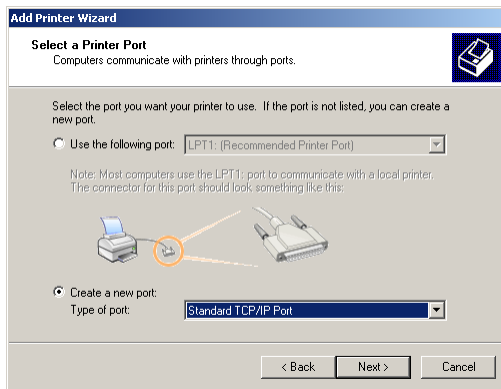 Add Printer Wizard
Select a Printer Port
Computers communicate with printers through ports.
Select the port you want your printer to use. If the port is not listed, you can create a
new port.
Use the following port: LPT1: (Recommended Printer Port)
Note: Most computers use the LPT1: port to communicate with a local printer.
The connector for this port should look something like this:
Create a new port:
Type of port: Standard TCP/IP Port
< Back Next > Cancel